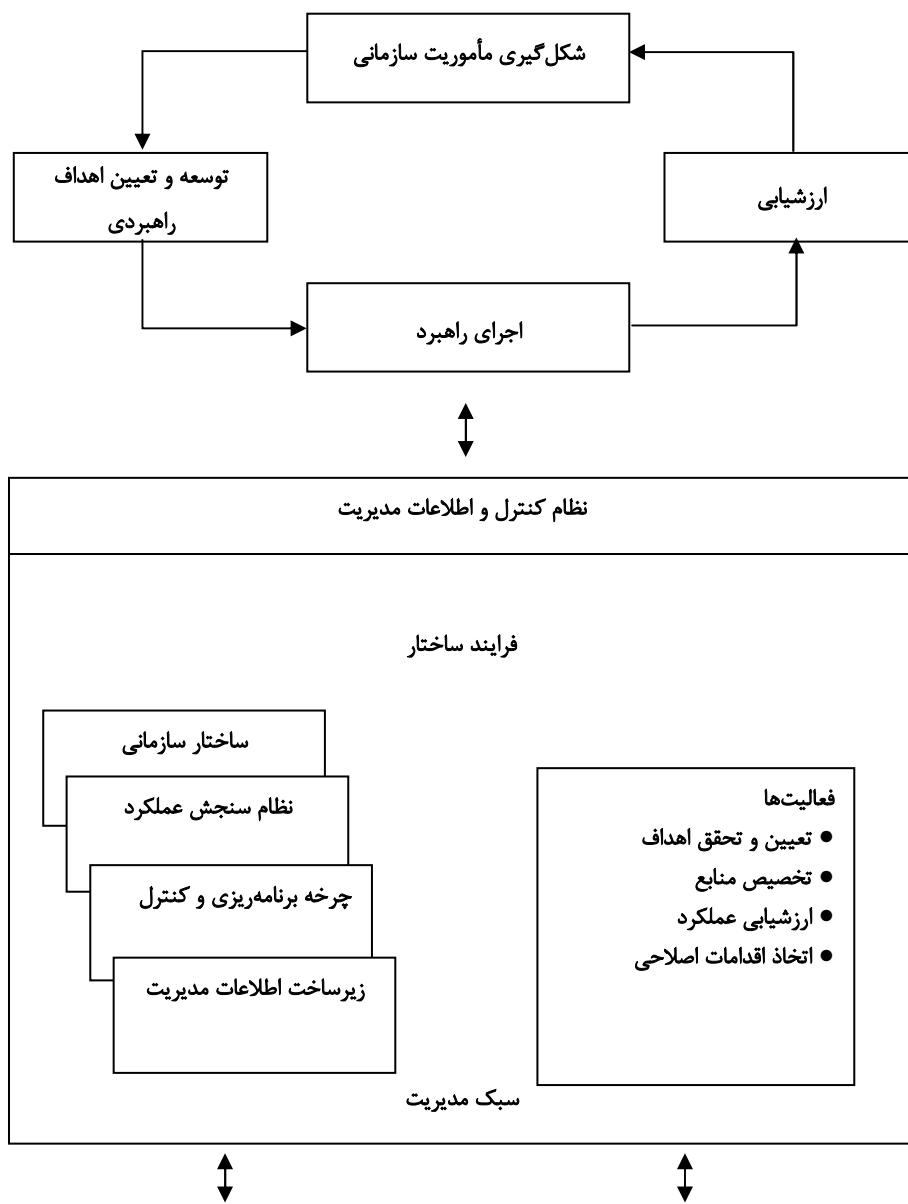 شکل‌گیری مأموریت سازمانی
توسعه و تعیین اهداف
راهبردی
ارزشیابی
اجرای راهبرد
نظام کنترل و اطلاعات مدیریت
فرایند ساختار
ساختار سازمانی
نظام سنجش عملکرد
چرخه برنامه‌ریزی و کنترل
زیرساخت اطلاعات مدیریت
فعالیت‌ها
● تعیین و تحقق اهداف
● تخصیص منابع
● ارزشیابی عملکرد
● اتخاذ اقدامات اصلاحی
سبک مدیریت